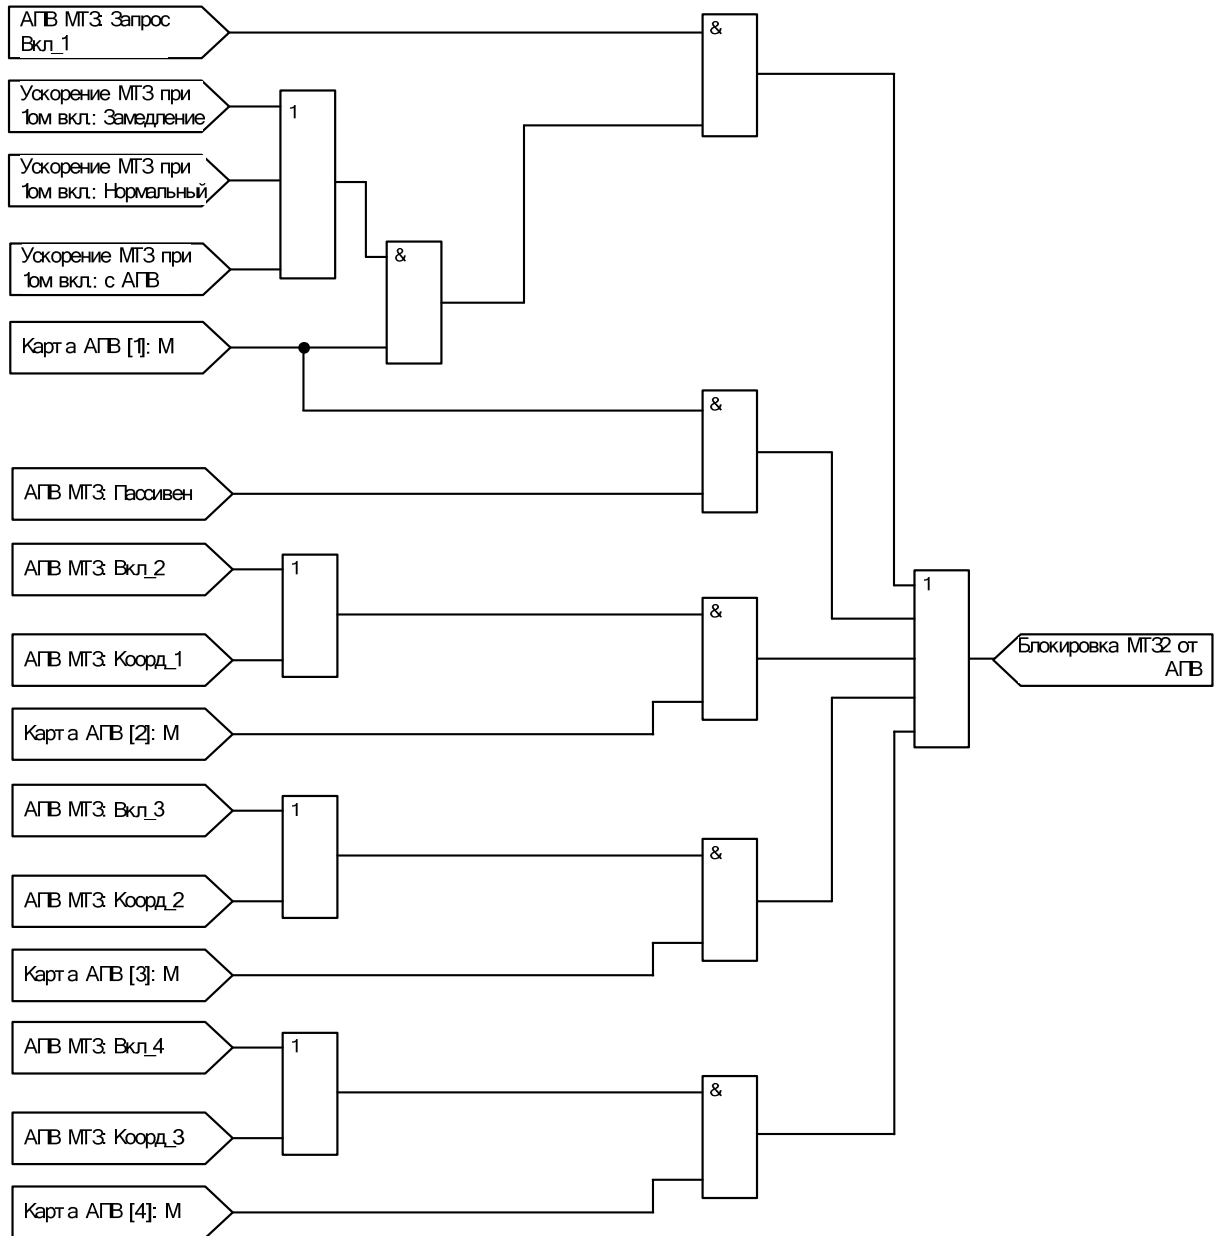 АПВ МТЗ: Запрос
Вкл_1
&
Ускорение МТЗ при
1ом вкл.: Замедление
1
Ускорение МТЗ при
1ом вкл.: Нормальный
Ускорение МТЗ при
1ом вкл.: с АПВ
&
Карта АПВ [1]: М
&
АПВ МТЗ: Пассивен
АПВ МТЗ: Вкл_2
1
1
&
АПВ МТЗ: Коорд_1
Блокировка МТЗ2 от
АПВ
Карта АПВ [2]: М
АПВ МТЗ: Вкл_3
1
&
АПВ МТЗ: Коорд_2
Карта АПВ [3]: М
АПВ МТЗ: Вкл_4
1
&
АПВ МТЗ: Коорд_3
Карта АПВ [4]: М